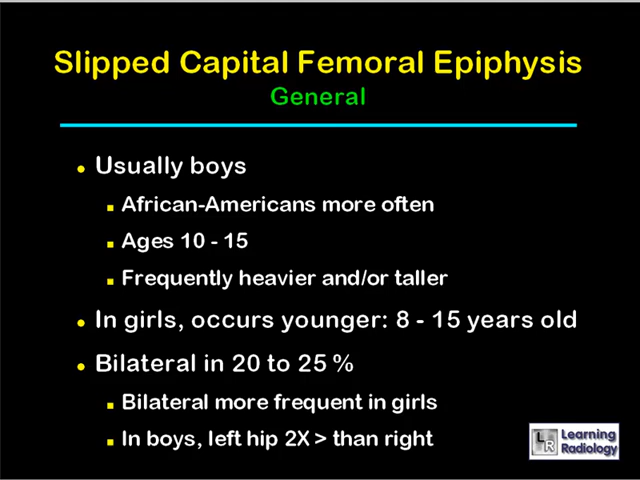 Slipped Capital Femoral Epiphysis
General
Usually boys
African-Americans more often
Ages 10 - 15
Frequently heavier and/or taller
In girls, occurs younger: 8 - 15 years old
Bilateral in 20 to 25 %
Bilateral more frequent in girls
In boys, left hip 2X > than right
LR Learning
Radiology